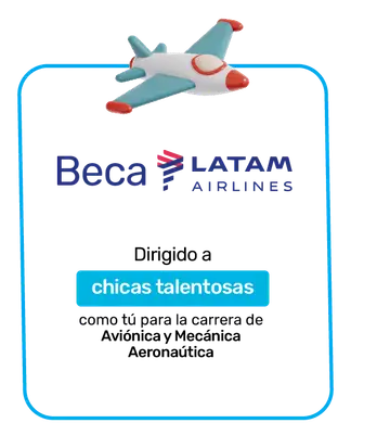 Beca LATAM
AIRLINES
Dirigido a
chicas talentosas
como tú para la carrera de
Aviónica y Mecánica
Aeronaútica